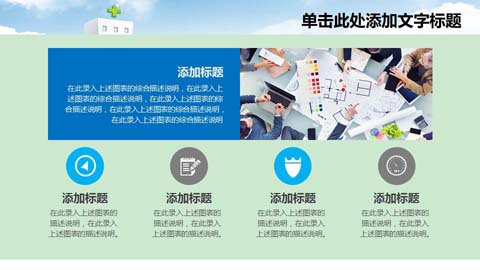 单击此处添加文字标题
添加标题
在此录入上述图表的综合描述说明，在此录入上
述图表的综合描述说明，在此录入上述图表的综
合描述说明，在此录入上述图表的综合描述说明，
在此录入上述图表的综合描述说明
添加标题
在此录入上述图表的
描述说明，在此录入
上述图表的描述说明。
添加标题
在此录入上述图表的
描述说明，在此录入
上述图表的描述说明。
添加标题
在此录入上述图表的
描述说明，在此录入
上述图表的描述说明。
添加标题
在此录入上述图表的
描述说明，在此录入
上述图表的描述说明。